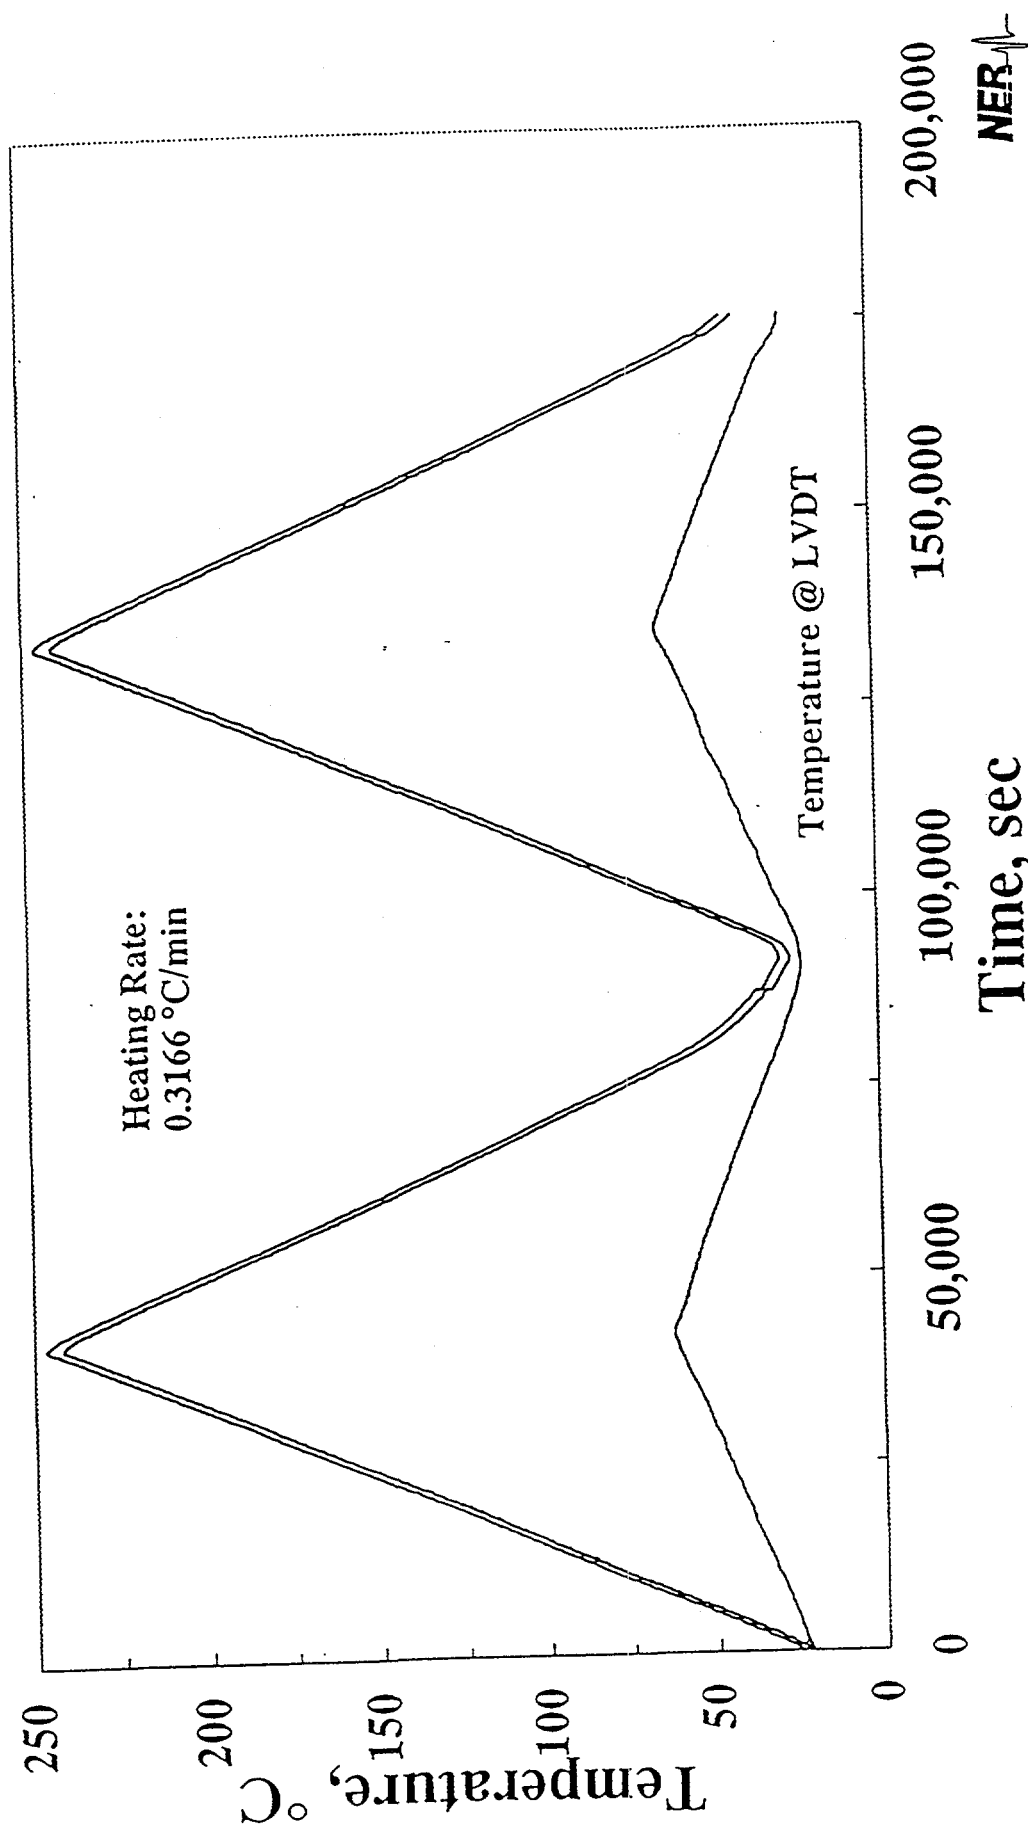 Temperature, °C
250
200
150
100
50
0
Heating Rate:
0.3166 °C/min
Temperature @ LVDT
0
50,000
100,000
150,000
200,000
Time, sec
NER